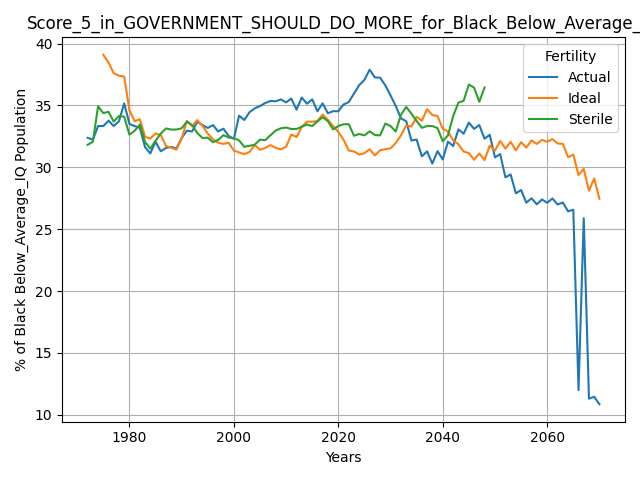 Score_5_in_GOVERNMENT_SHOULD_DO_MORE_for_Black_Below_Average_
Fertility
Actual
Ideal
Sterile
% of Black Below_Average_IQ Population
40
35
30
25
20
15
10
1980
2000
2020
2040
2060
Years